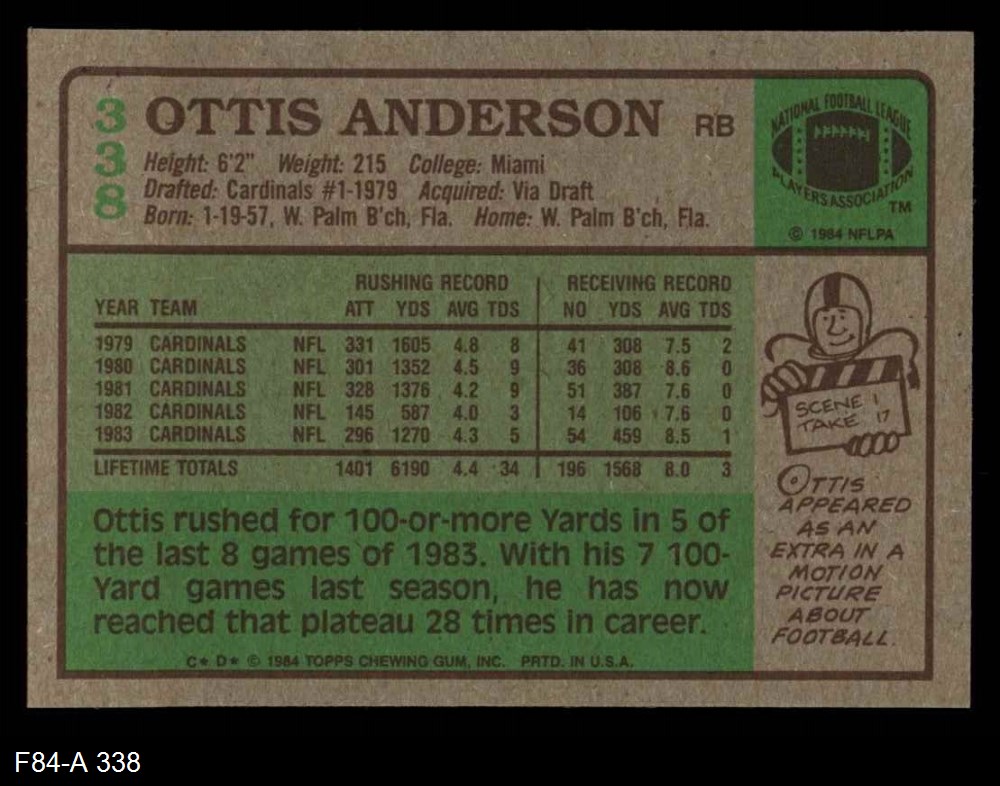 338
OTTIS ANDERSON RB
Height: 6'2" Weight: 215 College: Miami
Drafted: Cardinals #1-1979 Acquired: Via Draft
Born: 1-19-57, W. Palm B'ch, Fla. Home: W. Palm B'ch, Fla.
NATIONAL FOOTBALL LEAGUE
PLAYERS ASSOCIATION
TM
© 1984 NFLPA
RUSHING RECORD RECEIVING RECORD
YEAR TEAM ATT YDS AVG TDS NO YDS AVG TDS
1979 CARDINALS NFL 331 1605 4.8 8 41 308 7.5 2
1980 CARDINALS NFL 301 1352 4.5 9 36 308 8.6 0
1981 CARDINALS NFL 328 1376 4.2 9 51 387 7.6 0
1982 CARDINALS NFL 145 587 4.0 3 14 106 7.6 0
1983 CARDINALS NFL 296 1270 4.3 5 54 459 8.5 1
LIFETIME TOTALS 1401 6190 4.4 34 196 1568 8.0 3
Ottis rushed for 100-or-more Yards in 5 of
the last 8 games of 1983. With his 7 100-
Yard games last season, he has now
reached that plateau 28 times in career.
C* D* © 1984 TOPPS CHEWING GUM, INC. PRTD. IN U.S.A.
SCENE 1
TAKE 17
OTTIS
APPEARED
AS AN
EXTRA IN A
MOTION
PICTURE
ABOUT
FOOTBALL.
F84-A 338